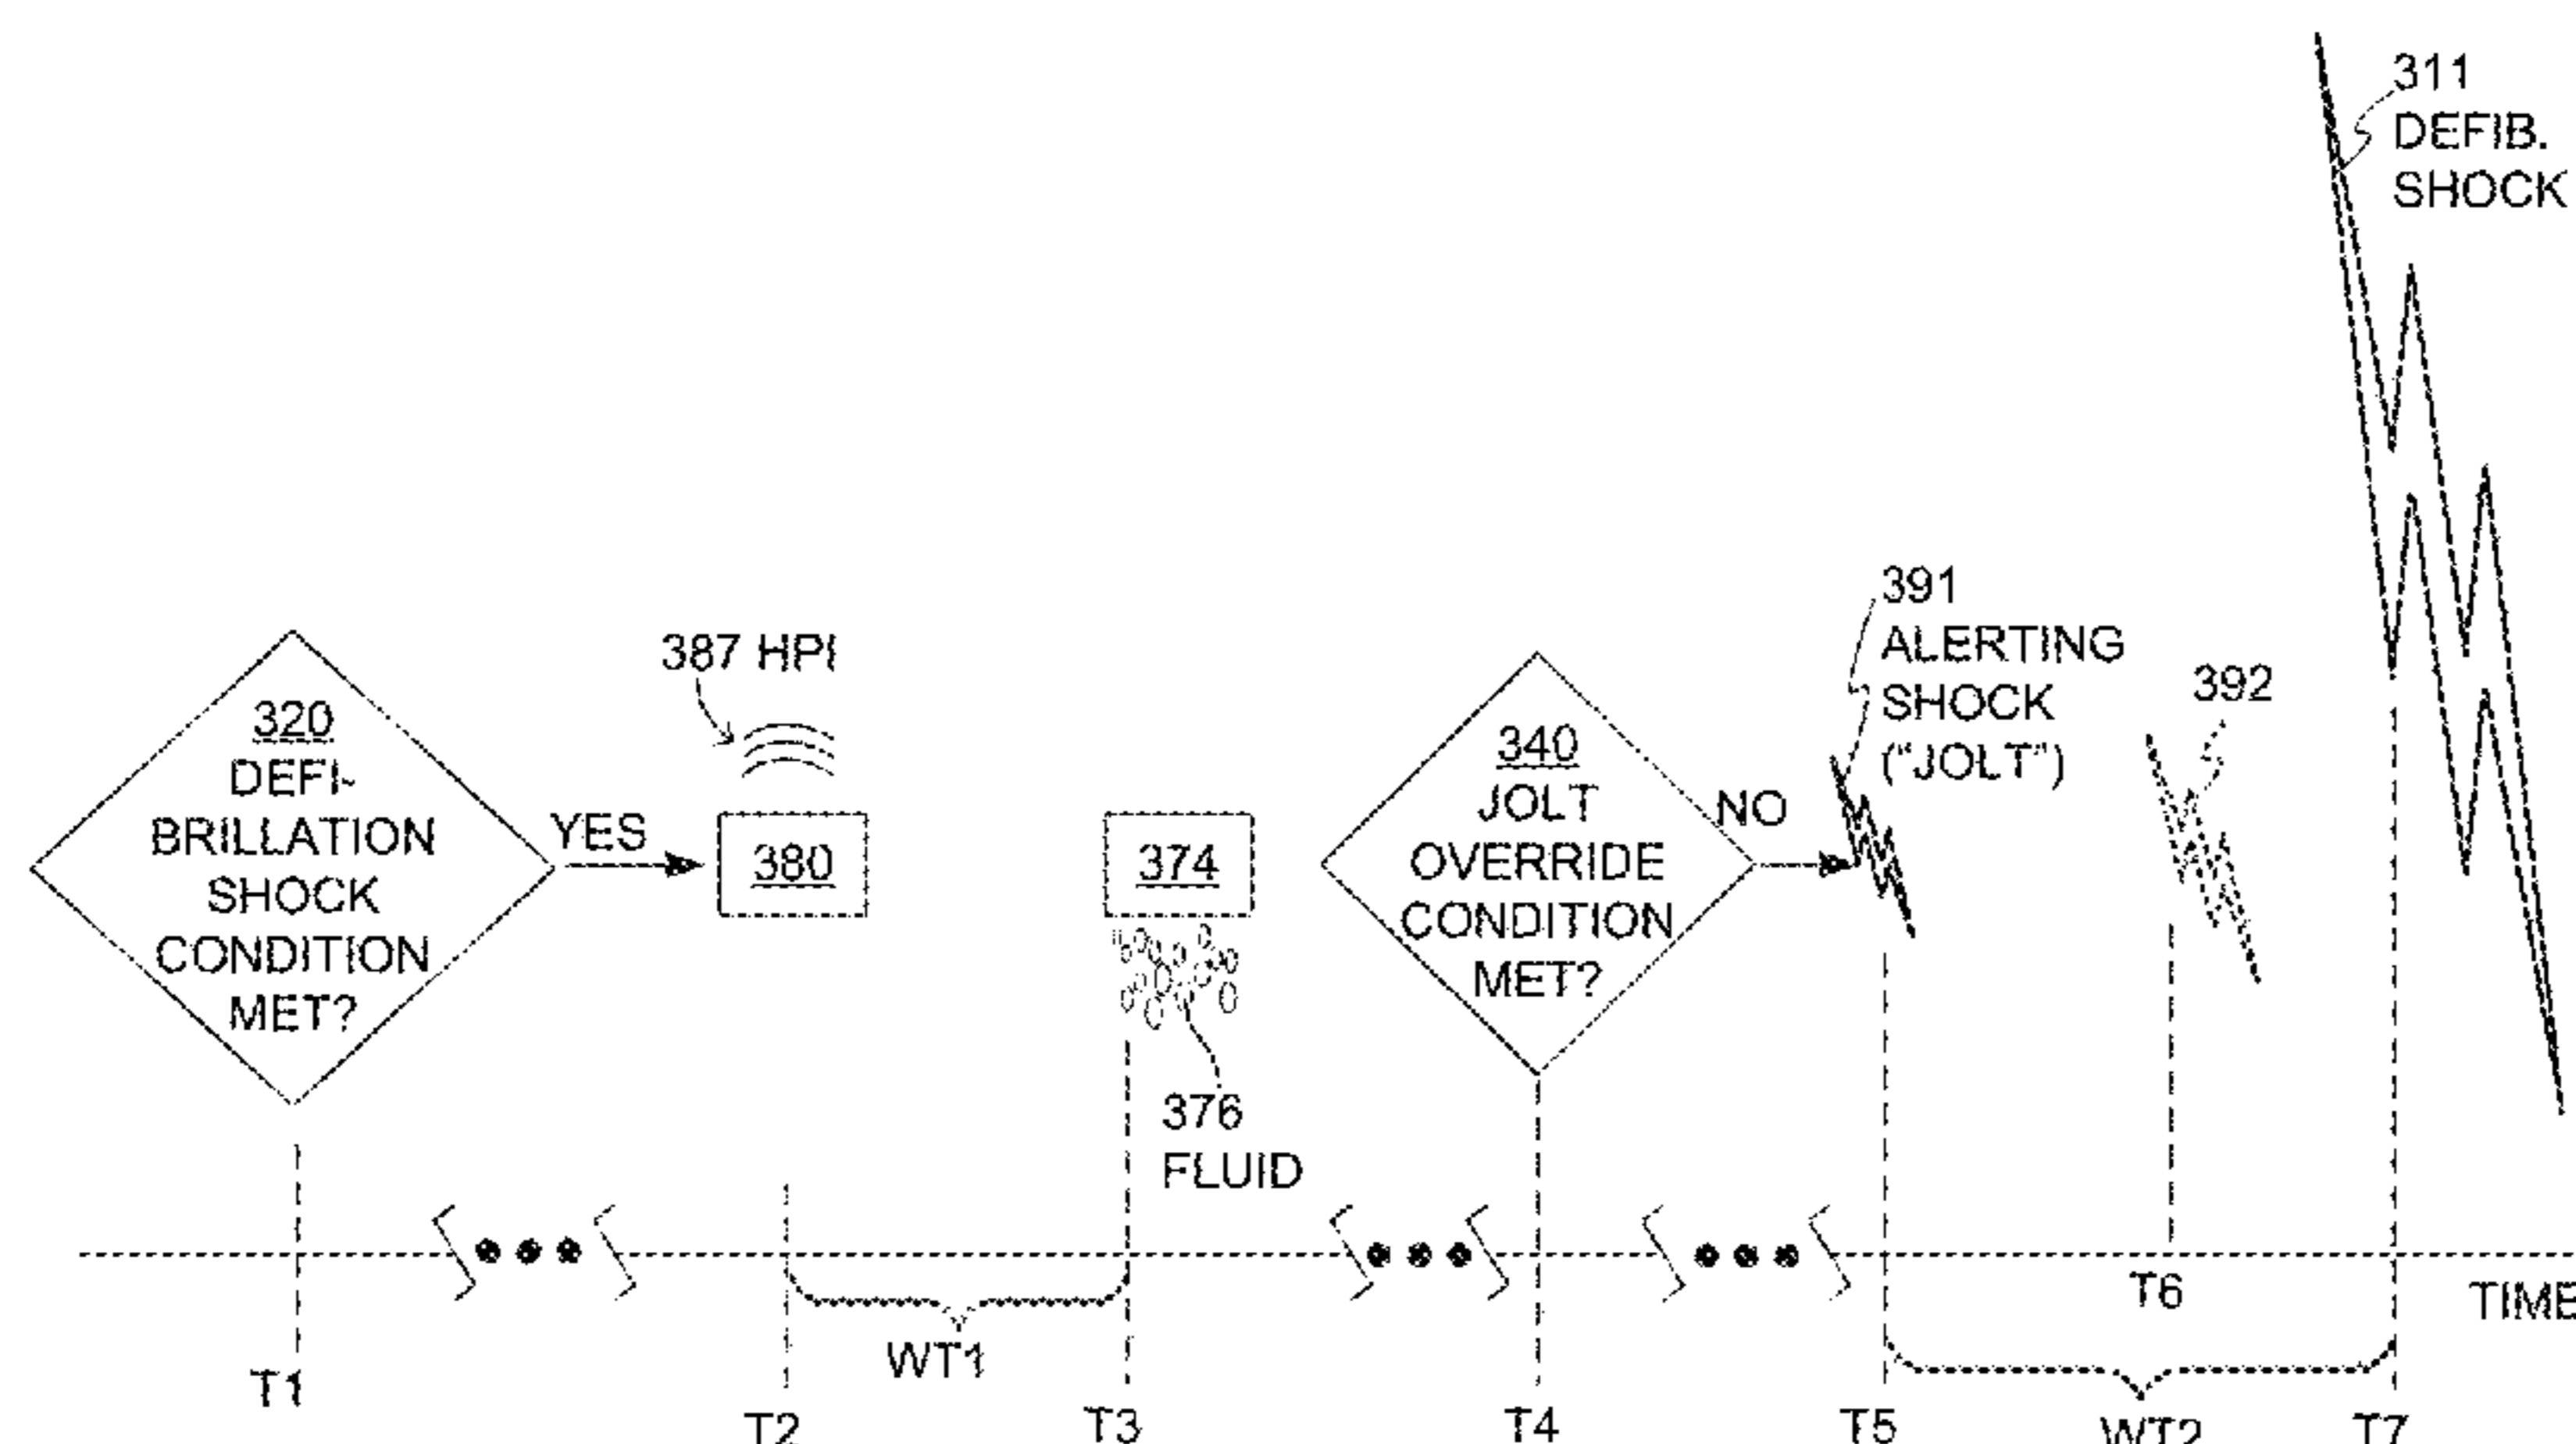 311
DEFIB.
SHOCK
391
ALERTING
SHOCK
("JOLT")
392
387 HPI
320
DEFI-
BRILLATION
SHOCK
CONDITION
MET?
YES
380
374
376
FLUID
340
JOLT
OVERRIDE
CONDITION
MET?
NO
TIME
T1
T2
WT1
T3
T4
T5
T6
WT2
T7